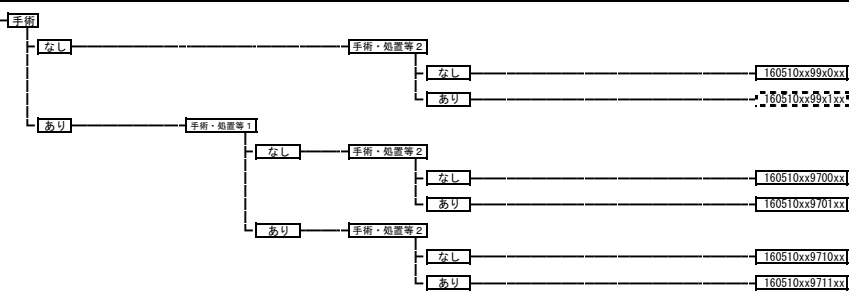 手術
なし 手術・処置等２
なし 160510xx99x0xx
あり 160510xx99x1xx
あり 手術・処置等１
なし 手術・処置等２
なし 160510xx9700xx
あり 160510xx9701xx
あり 手術・処置等２
なし 160510xx9710xx
あり 160510xx9711xx